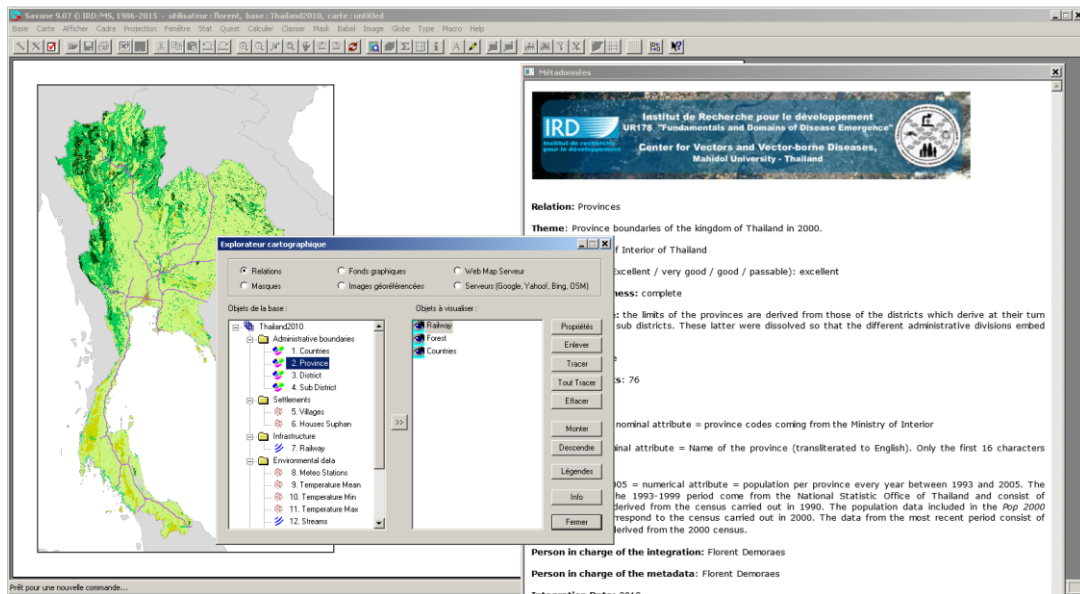 Savane 9.07 © IRD/MS, 1986-2015 - utilisateur : florent, base : Thailand2010, carte : untitled
Base Carte Afficher Cadre Projection Fenêtre Stat Quest Calculer Classer Mask Babel Image Globe Type Macro Help
Métadonnées
IRD
Institut de recherche
pour le développement
Institut de Recherche pour le développement
UR178 "Fundamentals and Domains of Disease Emergence"
Center for Vectors and Vector-borne Diseases,
Mahidol University - Thailand
Relation: Provinces
Theme: Province boundaries of the kingdom of Thailand in 2000.
of Interior of Thailand
excellent / very good / good / passable): excellent
ness: complete
e: the limits of the provinces are derived from those of the districts which derive at their turn
sub districts. These latter were dissolved so that the different administrative divisions embed
e
ts: 76
nominal attribute = province codes coming from the Ministry of Interior
inal attribute = Name of the province (transliterated to English). Only the first 16 characters
005 = numerical attribute = population per province every year between 1993 and 2005. The
he 1993-1999 period come from the National Statistic Office of Thailand and consist of
derived from the census carried out in 1990. The population data included in the Pop 2000
rrespond to the census carried out in 2000. The data from the most recent period consist of
derived from the 2000 census.
Person in charge of the integration: Florent Demoraes
Person in charge of the metadata: Florent Demoraes
Integration Date: 2010
Explorateur cartographique
Relations
Fonds graphiques
Web Map Serveur
Masques
Images géoréférencées
Serveurs (Google, Yahoo!, Bing, OSM)
Objets de la base :
Objets à visualiser :
Thailand2010
Administrative boundaries
1. Countries
2. Province
3. District
4. Sub District
Settlements
5. Villages
6. Houses Suphan
Infrastructure
7. Railway
Environmental data
8. Meteo Stations
9. Temperature Mean
10. Temperature Min
11. Temperature Max
12. Streams
>>
Railway
Forest
Countries
Propriétés
Enlever
Tracer
Tout Tracer
Effacer
Monter
Descendre
Légendes
Info
Fermer
Prêt pour une nouvelle commande...